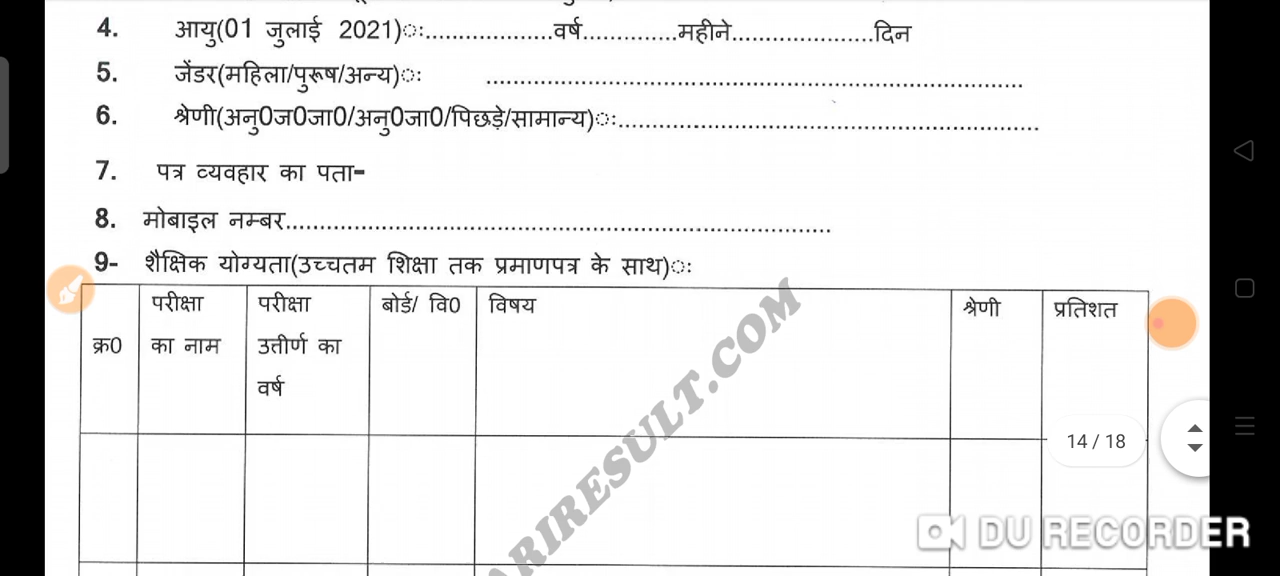 4. आयु(01 जुलाई 2021)ः...................वर्ष.............महीने....................दिन
5. जेंडर(महिला/पुरूष/अन्य)ः ............................................................................
6. श्रेणी(अनु0ज0जा0/अनु0जा0/पिछड़े/सामान्य)ः............................................................
7. पत्र व्यवहार का पता-
8. मोबाइल नम्बर..............................................................................
9- शैक्षिक योग्यता(उच्चतम शिक्षा तक प्रमाणपत्र के साथ)ः
क्र0 परीक्षा का नाम परीक्षा उत्तीर्ण का वर्ष बोर्ड/ वि0 विषय श्रेणी प्रतिशत
14 / 18
ARIRESULT.COM
DU RECORDER